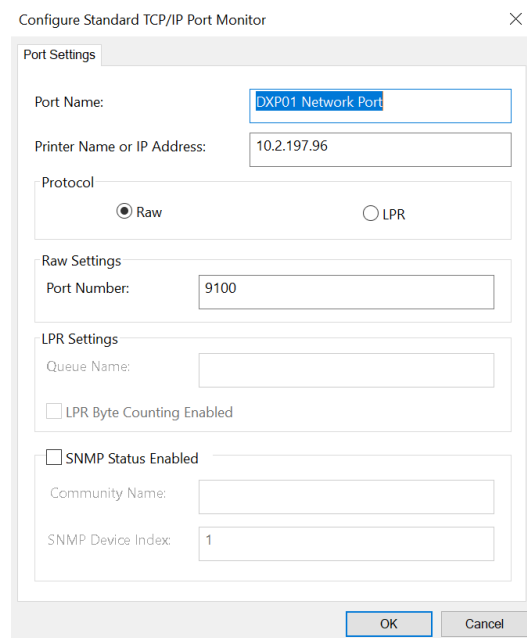 Configure Standard TCP/IP Port Monitor
Port Settings
Port Name: DXP01 Network Port
Printer Name or IP Address: 10.2.197.96
Protocol
Raw LPR
Raw Settings
Port Number: 9100
LPR Settings
Queue Name:
LPR Byte Counting Enabled
SNMP Status Enabled
Community Name:
SNMP Device Index: 1
OK Cancel